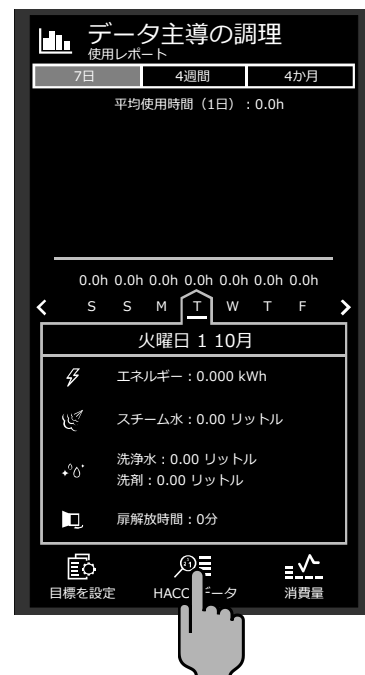 データ主導の調理
使用レポート
7日 4週間 4か月
平均使用時間（1日）：0.0h
0.0h 0.0h 0.0h 0.0h 0.0h 0.0h 0.0h
S S M T W T F
火曜日 1 10月
エネルギー：0.000 kWh
スチーム水：0.00 リットル
洗浄水：0.00 リットル
洗剤：0.00 リットル
扉解放時間：0分
目標を設定 HACC データ 消費量